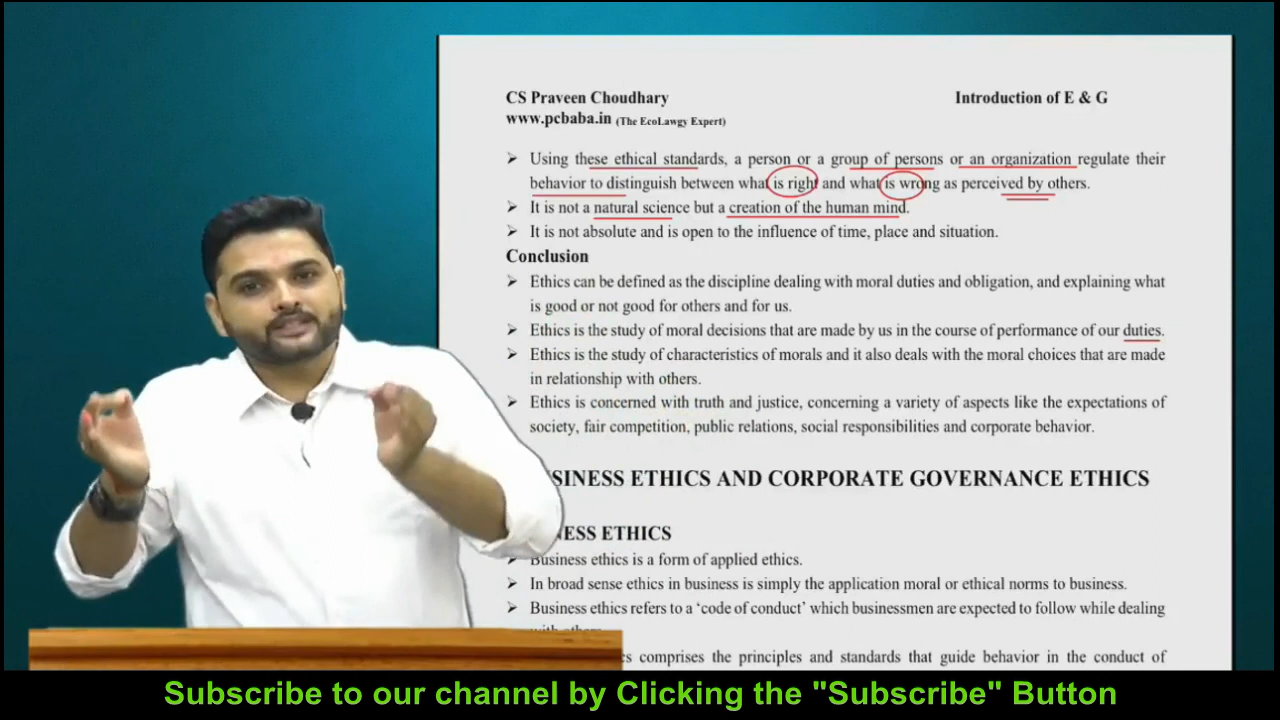 CS Praveen Choudhary Introduction of E & G
www.pcbaba.in (The EcoLawgy Expert)
➢ Using these ethical standards, a person or a group of persons or an organization regulate their
behavior to distinguish between what is right and what is wrong as perceived by others.
➢ It is not a natural science but a creation of the human mind.
➢ It is not absolute and is open to the influence of time, place and situation.
Conclusion
➢ Ethics can be defined as the discipline dealing with moral duties and obligation, and explaining what
is good or not good for others and for us.
➢ Ethics is the study of moral decisions that are made by us in the course of performance of our duties.
➢ Ethics is the study of characteristics of morals and it also deals with the moral choices that are made
in relationship with others.
➢ Ethics is concerned with truth and justice, concerning a variety of aspects like the expectations of
society, fair competition, public relations, social responsibilities and corporate behavior.
SINESS ETHICS AND CORPORATE GOVERNANCE ETHICS
NESS ETHICS
➢ Business ethics is a form of applied ethics.
➢ In broad sense ethics in business is simply the application moral or ethical norms to business.
➢ Business ethics refers to a ‘code of conduct’ which businessmen are expected to follow while dealing
with others
cs comprises the principles and standards that guide behavior in the conduct of
Subscribe to our channel by Clicking the "Subscribe" Button